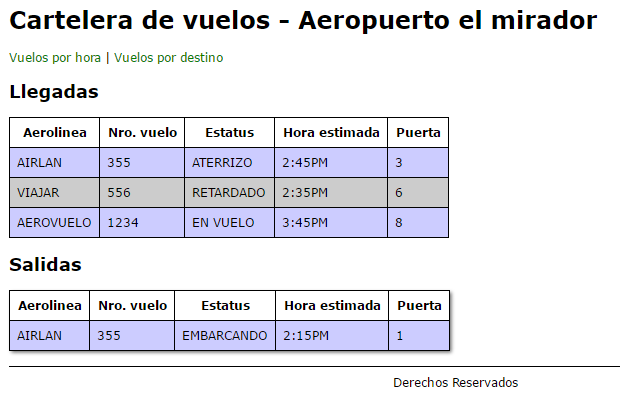 Cartelera de vuelos - Aeropuerto el mirador
Vuelos por hora | Vuelos por destino
Llegadas
Aerolinea Nro. vuelo Estatus Hora estimada Puerta
AIRLAN 355 ATERRIZO 2:45PM 3
VIAJAR 556 RETARDADO 2:35PM 6
AEROVUELO 1234 EN VUELO 3:45PM 8
Salidas
Aerolinea Nro. vuelo Estatus Hora estimada Puerta
AIRLAN 355 EMBARCANDO 2:15PM 1
Derechos Reservados